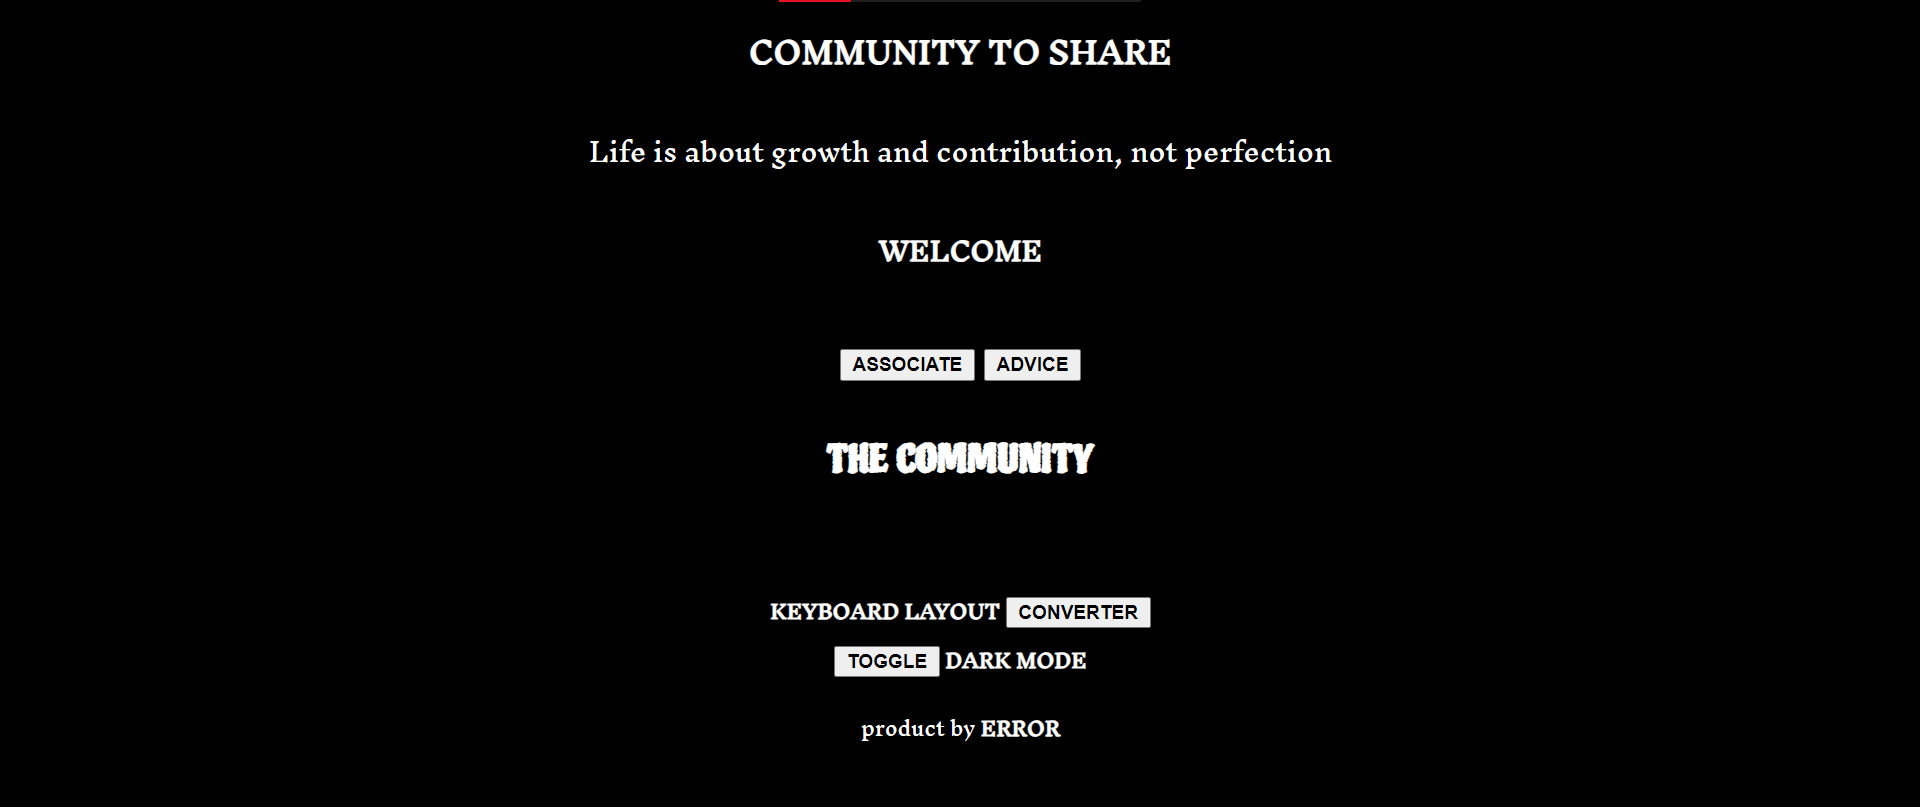 COMMUNITY TO SHARE
Life is about growth and contribution, not perfection
WELCOME
ASSOCIATE ADVICE
THE COMMUNITY
KEYBOARD LAYOUT CONVERTER
TOGGLE DARK MODE
product by ERROR